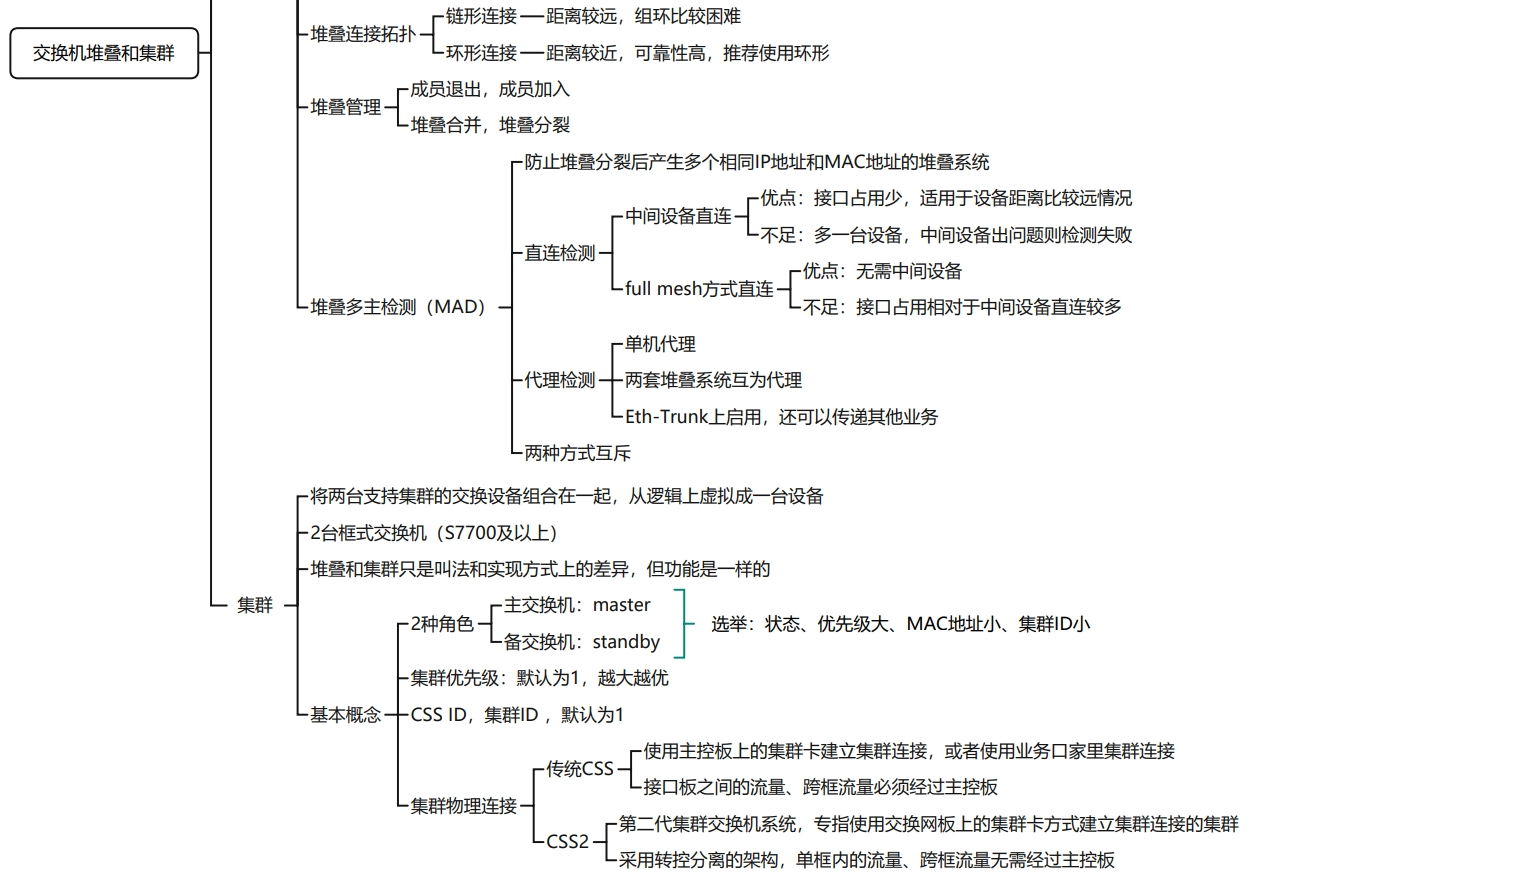 交换机堆叠和集群
堆叠连接拓扑
链形连接
距离较远，组环比较困难
环形连接
距离较近，可靠性高，推荐使用环形
堆叠管理
成员退出，成员加入
堆叠合并，堆叠分裂
堆叠多主检测（MAD）
防止堆叠分裂后产生多个相同IP地址和MAC地址的堆叠系统
直连检测
中间设备直连
优点：接口占用少，适用于设备距离比较远情况
不足：多一台设备，中间设备出问题则检测失败
full mesh方式直连
优点：无需中间设备
不足：接口占用相对于中间设备直连较多
代理检测
单机代理
两套堆叠系统互为代理
Eth-Trunk上启用，还可以传递其他业务
两种方式互斥
集群
将两台支持集群的交换设备组合在一起，从逻辑上虚拟成一台设备
2台框式交换机（S7700及以上）
堆叠和集群只是叫法和实现方式上的差异，但功能是一样的
基本概念
2种角色
主交换机：master
备交换机：standby
选举：状态、优先级大、MAC地址小、集群ID小
集群优先级：默认为1，越大越优
CSS ID，集群ID ，默认为1
集群物理连接
传统CSS
使用主控板上的集群卡建立集群连接，或者使用业务口家里集群连接
接口板之间的流量、跨框流量必须经过主控板
CSS2
第二代集群交换机系统，专指使用交换网板上的集群卡方式建立集群连接的集群
采用转控分离的架构，单框内的流量、跨框流量无需经过主控板